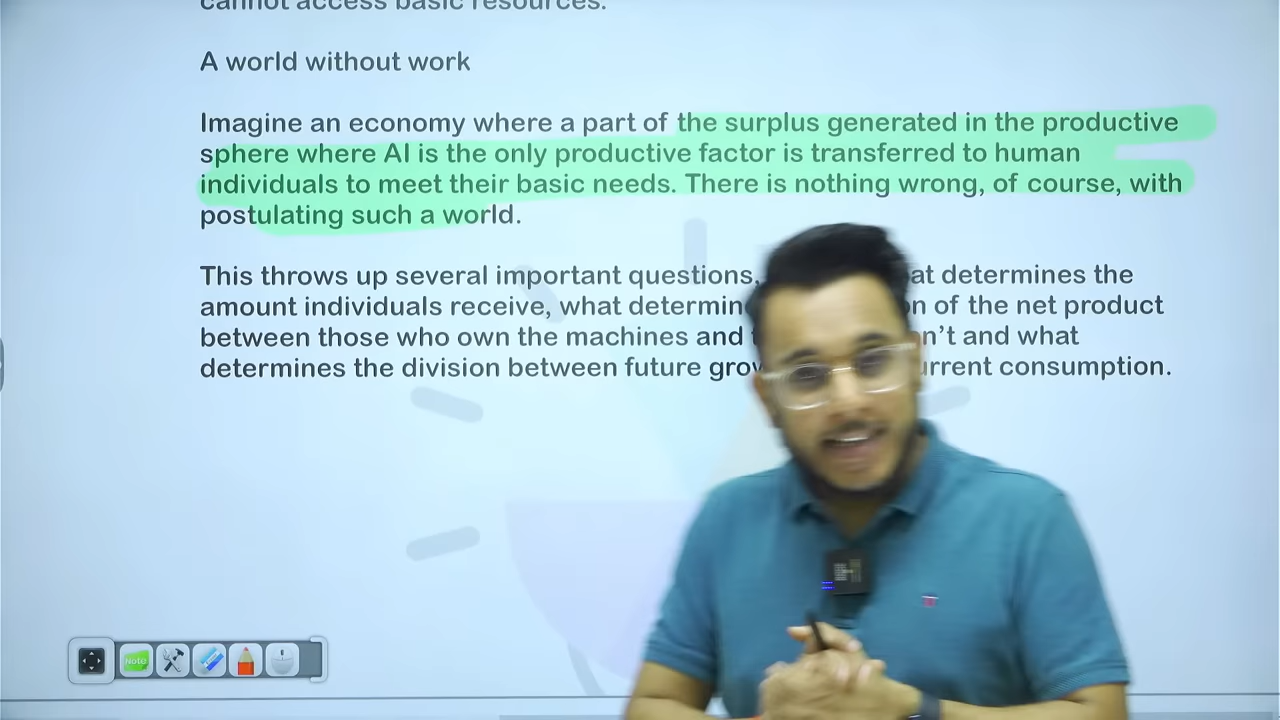 cannot access basic resources.
A world without work
Imagine an economy where a part of the surplus generated in the productive
sphere where AI is the only productive factor is transferred to human
individuals to meet their basic needs. There is nothing wrong, of course, with
postulating such a world.
This throws up several important questions, at determines the
amount individuals receive, what determin on of the net product
between those who own the machines and n't and what
determines the division between future grow urrent consumption.
Note